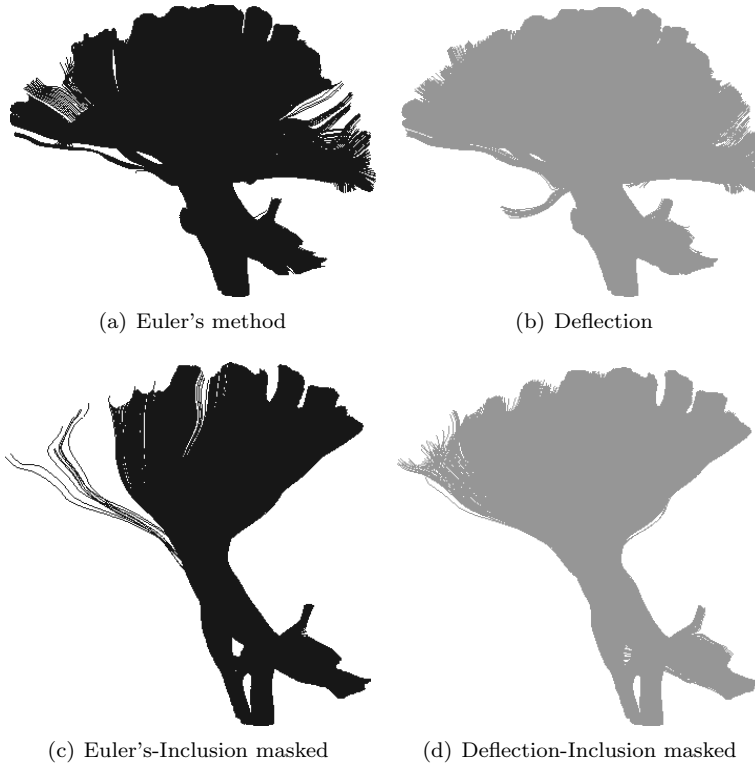 (a) Euler's method
(b) Deflection
(c) Euler's-Inclusion masked
(d) Deflection-Inclusion masked